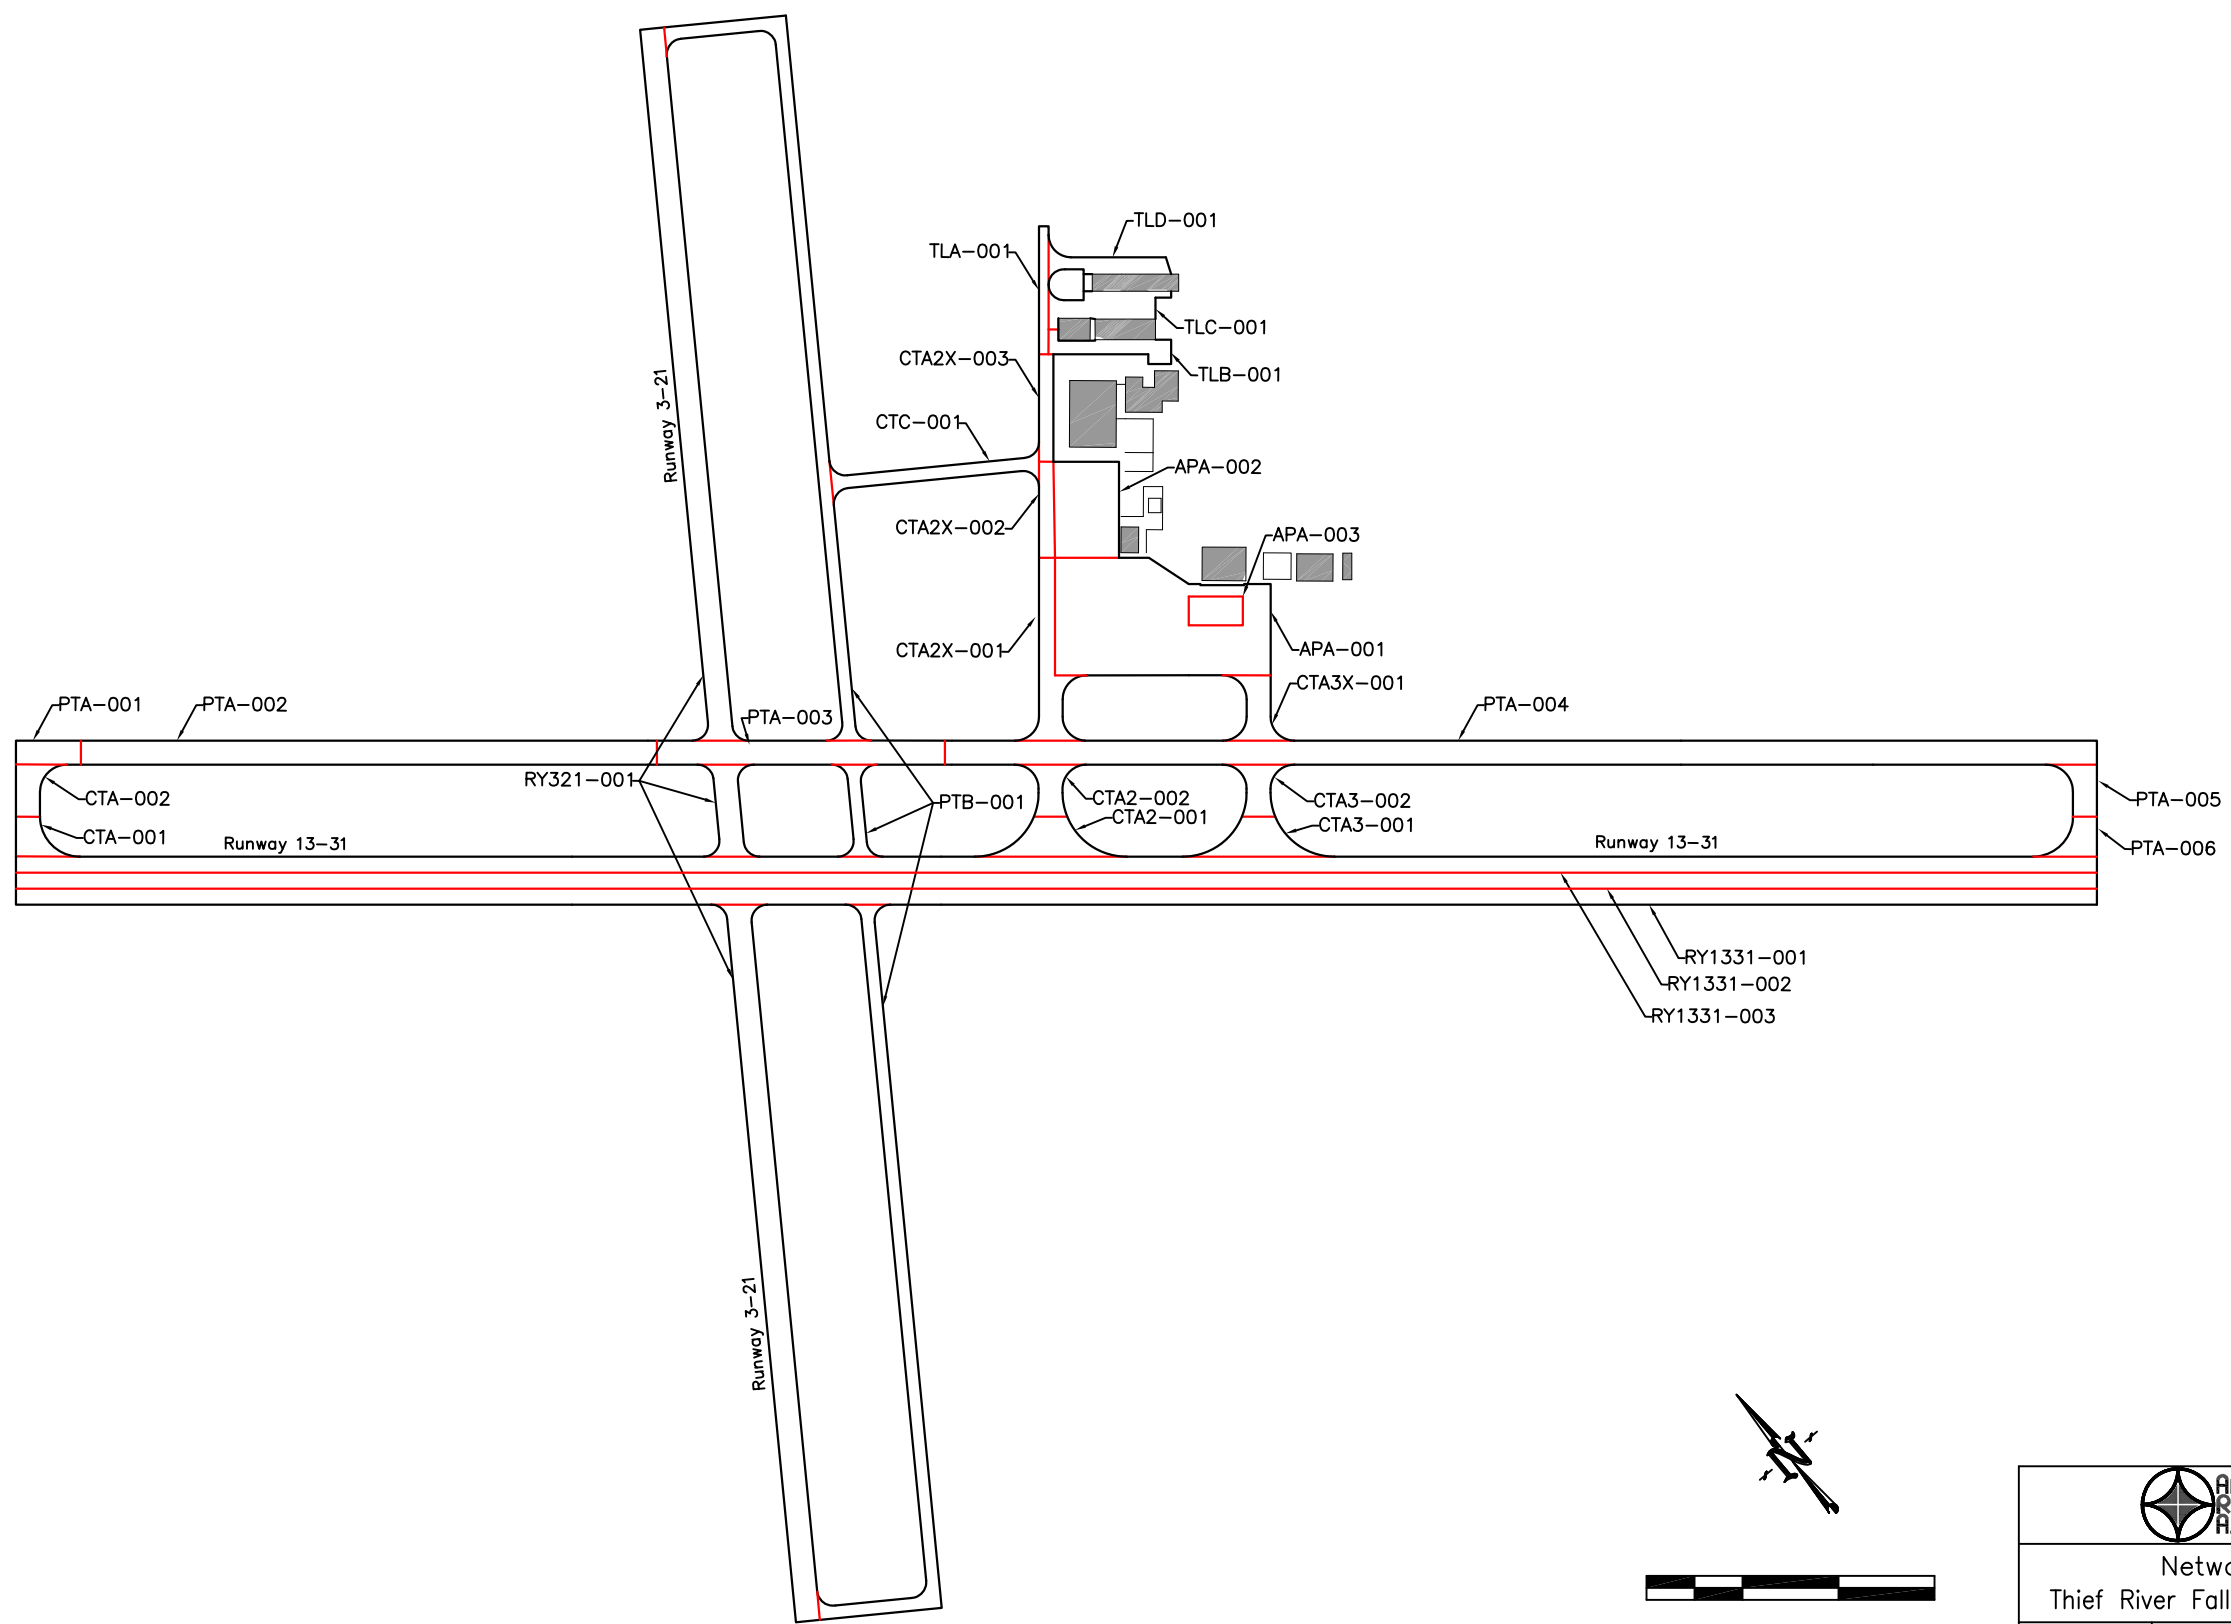 TLD-001
TLA-001
TLC-001
CTA2X-003
TLB-001
Runway 3-21
CTC-001
APA-002
CTA2X-002
APA-003
CTA2X-001
APA-001
CTA3X-001
PTA-001
PTA-002
PTA-003
PTA-004
RY321-001
CTA-002
PTB-001
CTA2-002
CTA3-002
PTA-005
CTA2-001
CTA3-001
CTA-001
Runway 13-31
Runway 13-31
PTA-006
RY1331-001
RY1331-002
RY1331-003
Runway 3-21
N
Thief River Fall